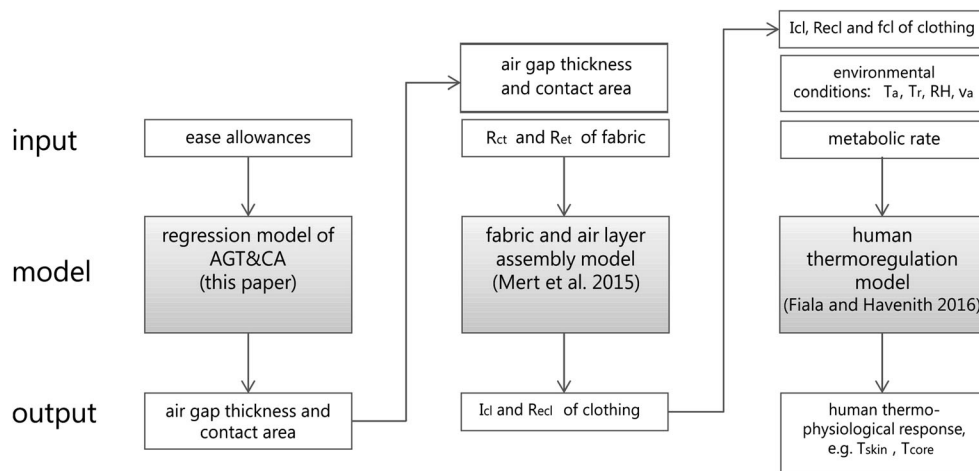 input
model
output
ease allowances
regression model of
AGT&CA
(this paper)
air gap thickness and
contact area
air gap thickness
and contact area
Rct and Ret of fabric
fabric and air layer
assembly model
(Mert et al. 2015)
Icl and Recl of clothing
Icl, Recl and fcl of clothing
environmental
conditions: Ta, Tr, RH, va
metabolic rate
human
thermoregulation
model
(Fiala and Havenith 2016)
human thermo-
physiological response,
e.g. Tskin , Tcore